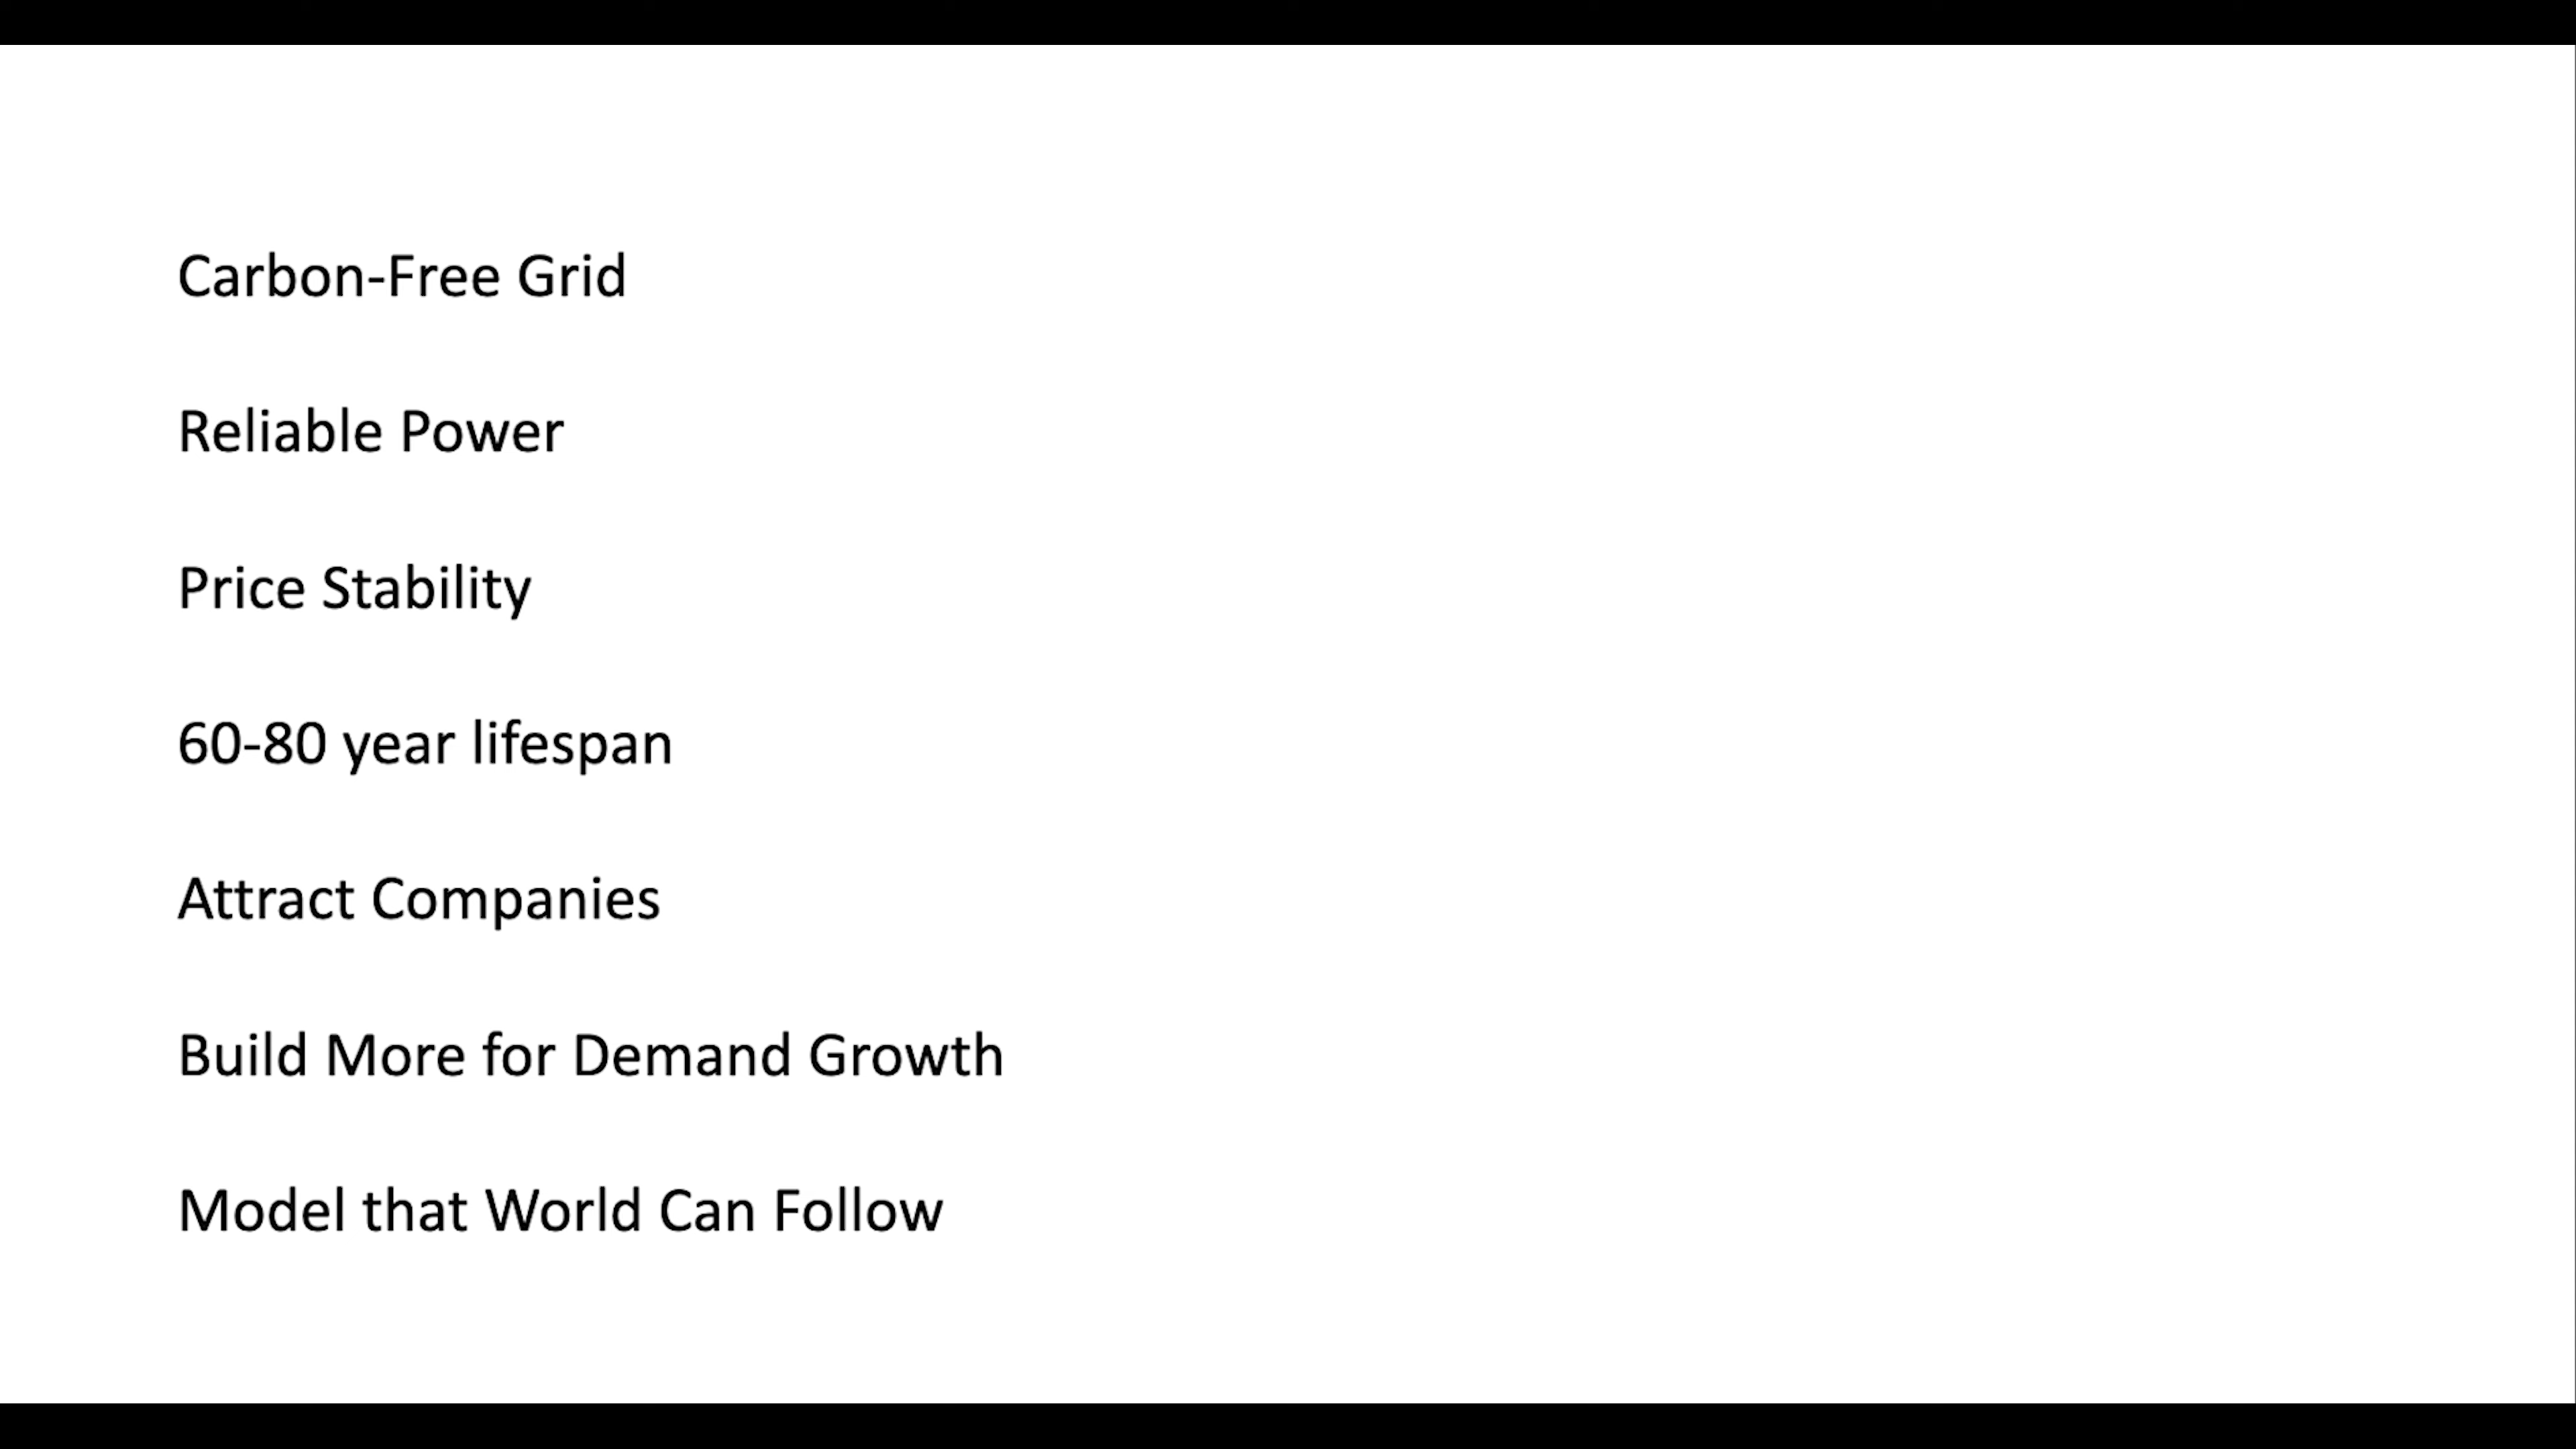 Carbon-Free Grid
Reliable Power
Price Stability
60-80 year lifespan
Attract Companies
Build More for Demand Growth
Model that World Can Follow